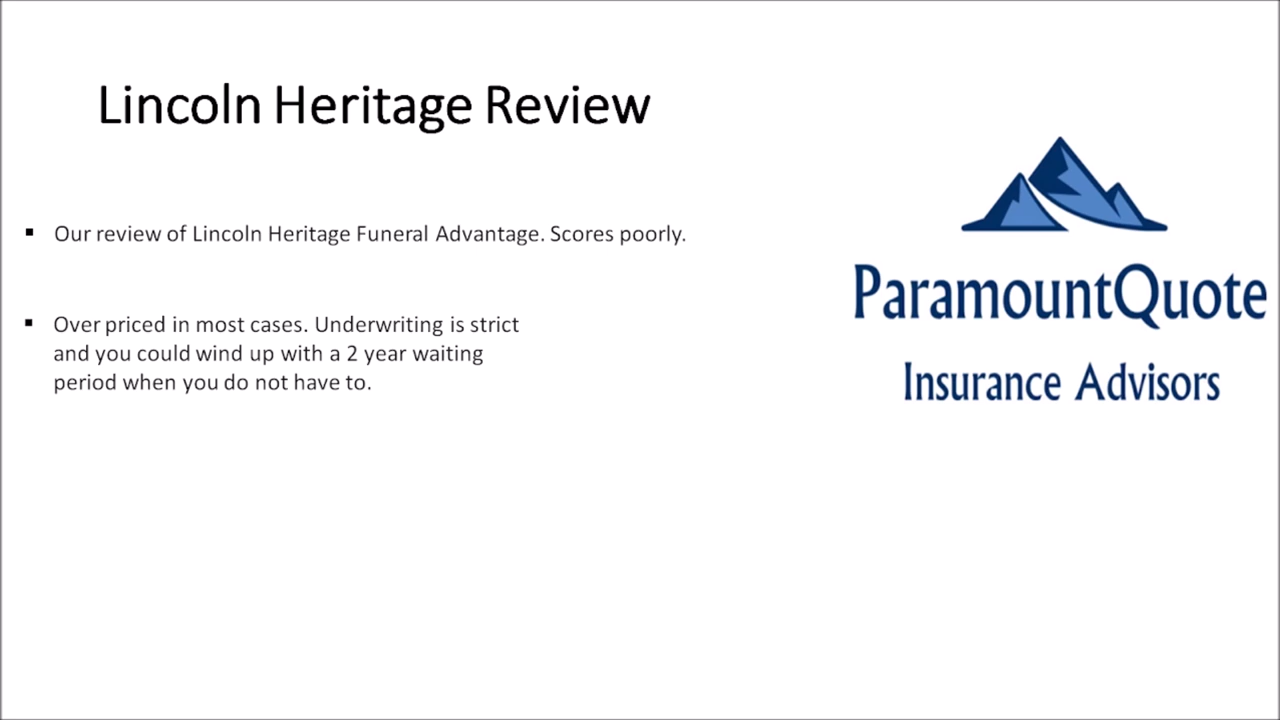 Lincoln Heritage Review
▪ Our review of Lincoln Heritage Funeral Advantage. Scores poorly.
▪ Over priced in most cases. Underwriting is strict
and you could wind up with a 2 year waiting
period when you do not have to.
ParamountQuote
Insurance Advisors